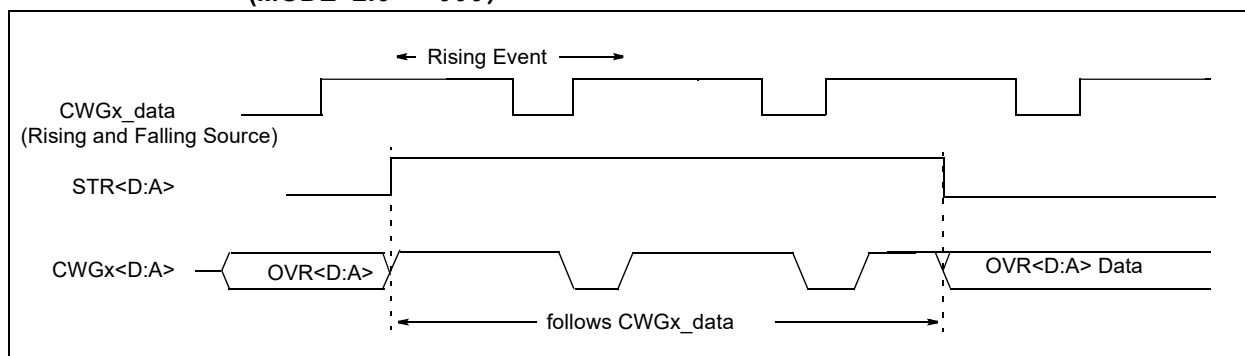 Rising Event
CWGx_data
(Rising and Falling Source)
STR<D:A>
CWGx<D:A>
OVR<D:A>
OVR<D:A> Data
follows CWGx_data